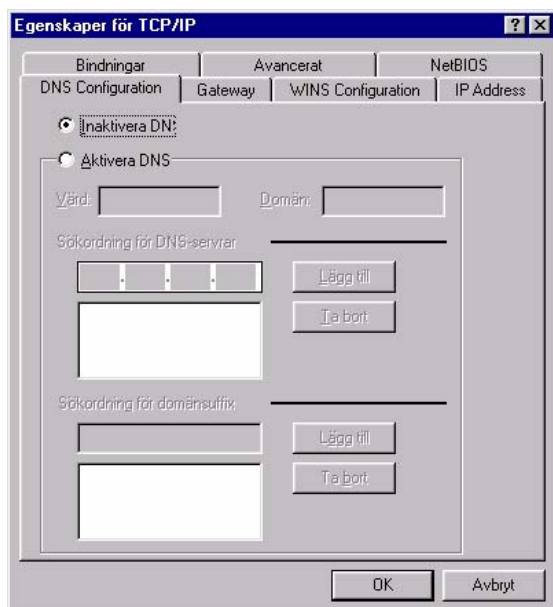 Egenskaper för TCP/IP
Bindningar Avancerat NetBIOS
DNS Configuration Gateway WINS Configuration IP Address
Inaktivera DN
Aktivera DNS
Värd: Domän:
Sökordning för DNS-servrar
Lägg till
Ta bort
Sökordning för domänsuffix
Lägg till
Ta bort
OK Avbryt